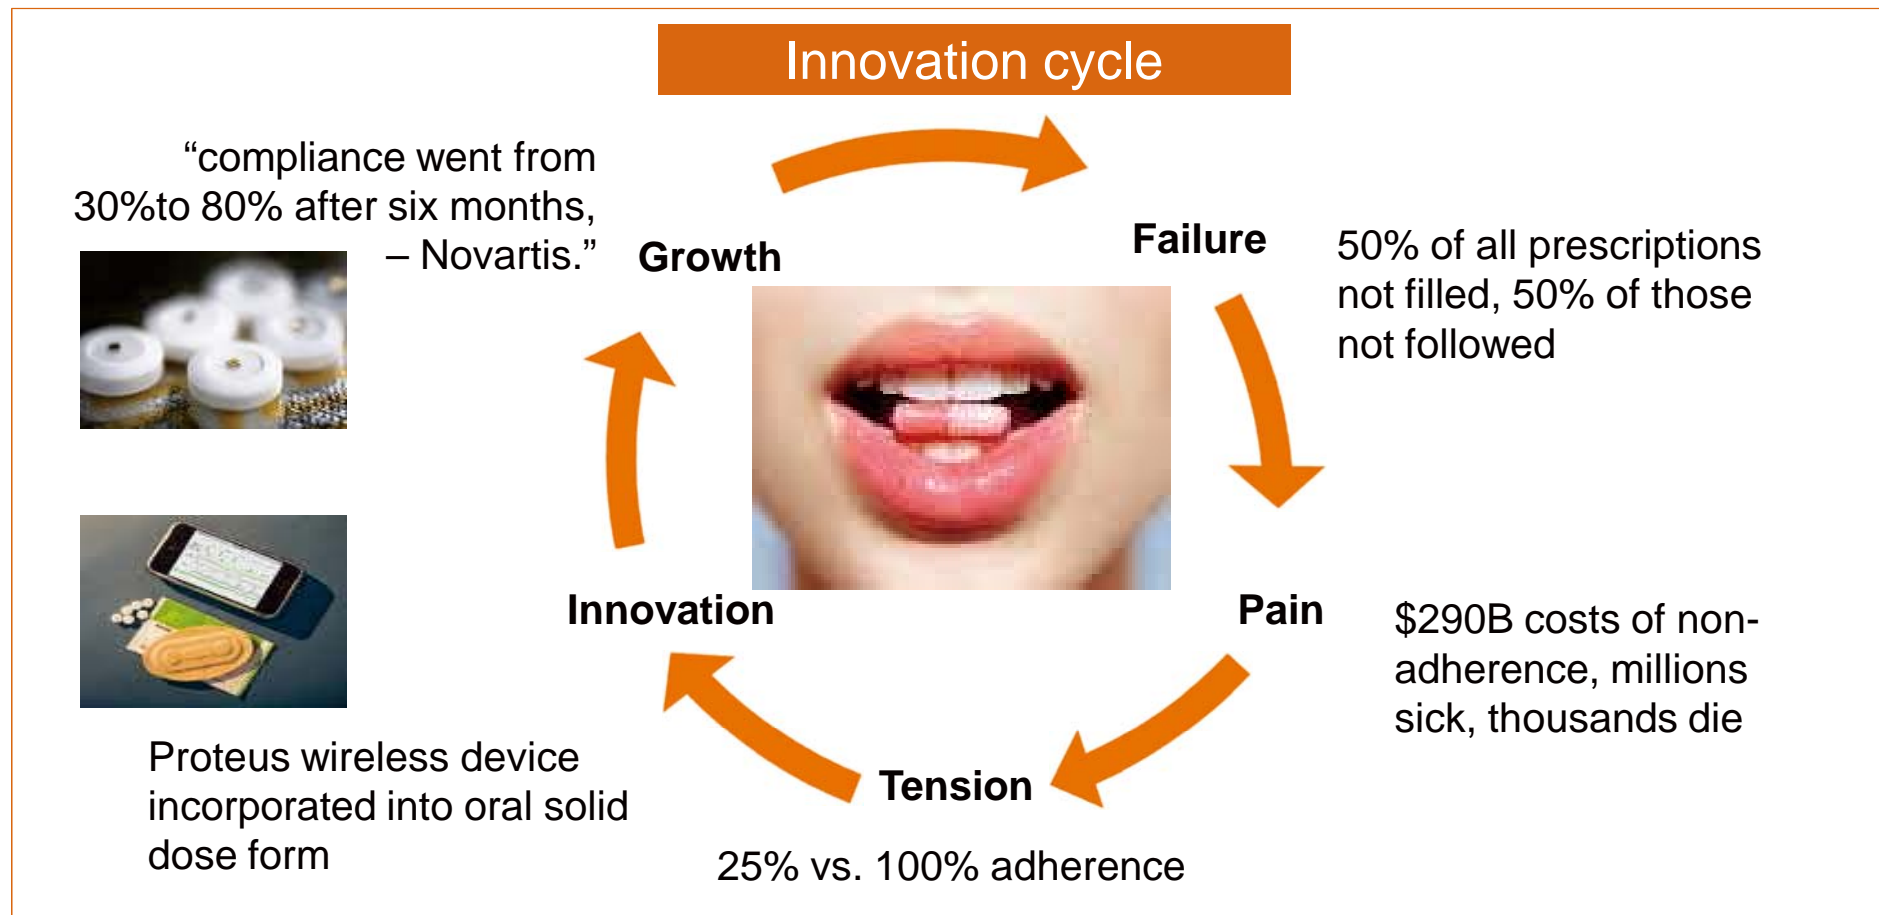 Innovation cycle
“compliance went from
30%to 80% after six months,
– Novartis.”
Growth
Failure
50% of all prescriptions
not filled, 50% of those
not followed
Innovation
Pain
$290B costs of non-
adherence, millions
sick, thousands die
Proteus wireless device
incorporated into oral solid
dose form
Tension
25% vs. 100% adherence